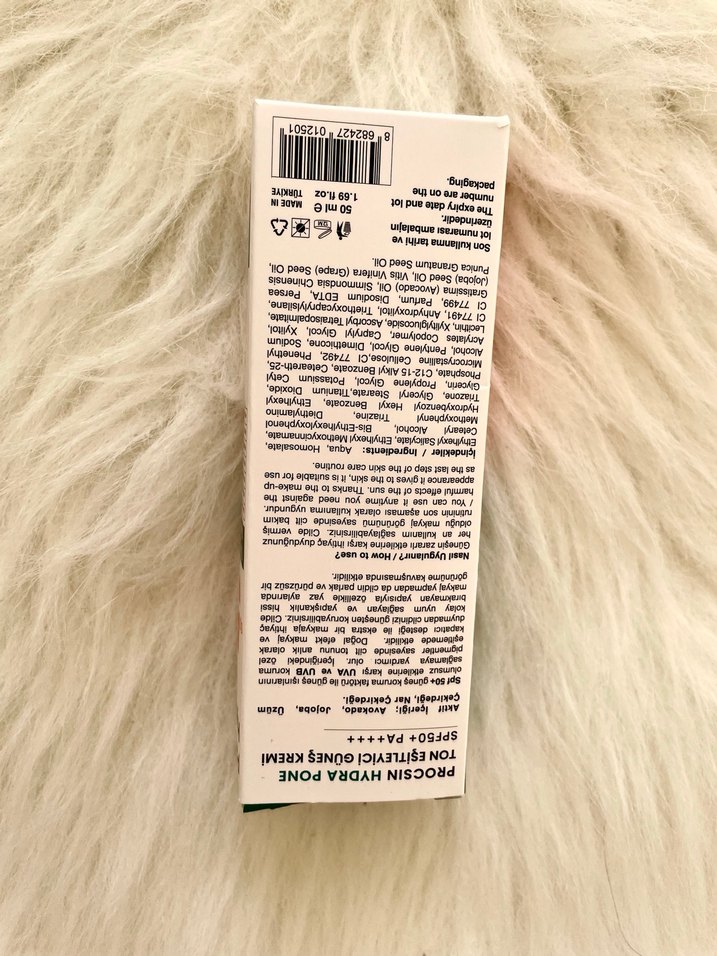 PROCSIN HYDRA PONE
TON EŞİTLEYİCİ GÜNEŞ KREMİ
SPF50+ PA++++
Aktif İçeriği; Avokado, Jojoba, Üzüm
Çekirdeği, Nar Çekirdeği.
Spf 50+ güneş koruma faktörü ile güneş ışınlarının
olumsuz etkilerine karşı UVA ve UVB koruma
sağlamaya yardımcı olur. İçeriğindeki özel
pigmentler sayesinde cilt tonunu anlık olarak
eşitlemede etkilidir. Doğal efekt makyaj ve
kapatıcı desteği ile ekstra bir makyaja ihtiyaç
duymadan cildinizi güneşten koruyabilirsiniz. Cilde
kolay uyum sağlayan ve yapışkanlık hissi
bırakmayan yapısıyla özellikle yaz aylarında
makyaj yapmadan da cildin parlak ve pürüzsüz bir
görünüme kavuşmasında etkilidir.
Nasıl Uygulanır? / How to use?
Güneşin zararlı etkilerine karşı ihtiyaç duyduğunuz
her an kullanım sağlayabilirsiniz. Cilde vermiş
olduğu makyaj görünümü sayesinde cilt bakım
rutininin son aşaması olarak kullanıma uygundur.
/ You can use it anytime you need against the
harmful effects of the sun. Thanks to the make-up
appearance it gives to the skin, it is suitable for use
as the last step of the skin care routine.
İçindekiler / Ingredients: Aqua, Homosalate,
Ethylhexyl Salicylate, Ethylhexyl Methoxycinnamate,
Cetearyl Alcohol, Bis-Ethylhexyloxyphenol
Methoxyphenyl Triazine, Diethylamino
Hydroxybenzoyl Hexyl Benzoate, Ethylhexyl
Triazone, Glyceryl Stearate,Titanium Dioxide,
Glycerin, Propylene Glycol, Potassium Cetyl
Phosphate, C12-15 Alkyl Benzoate, Ceteareth-25,
Microcrystalline Cellulose,CI 77492, Phenethyl
Alcohol, Pentylene Glycol, Dimethicone, Sodium
Acrylates Copolymer, Caprylyl Glycol, Xylitol,
Lecithin, Xylitylglucoside, Ascorbyl Tetraisopalmitate,
CI 77491, Anhydroxylitol, Triethoxycaprylylsilane,
CI 77499, Parfum, Disodium EDTA, Persea
Gratissima (Avocado) Oil, Simmondsia Chinensis
(Jojoba) Seed Oil, Vitis Vinifera (Grape) Seed Oil,
Punica Granatum Seed Oil.
Son kullanma tarihi ve
lot numarası ambalajın
üzerindedir.
The expiry date and lot
number are on the
packaging.
12M
50 ml e
1.69 fl.oz
MADE IN
TÜRKİYE
8 682427 012501